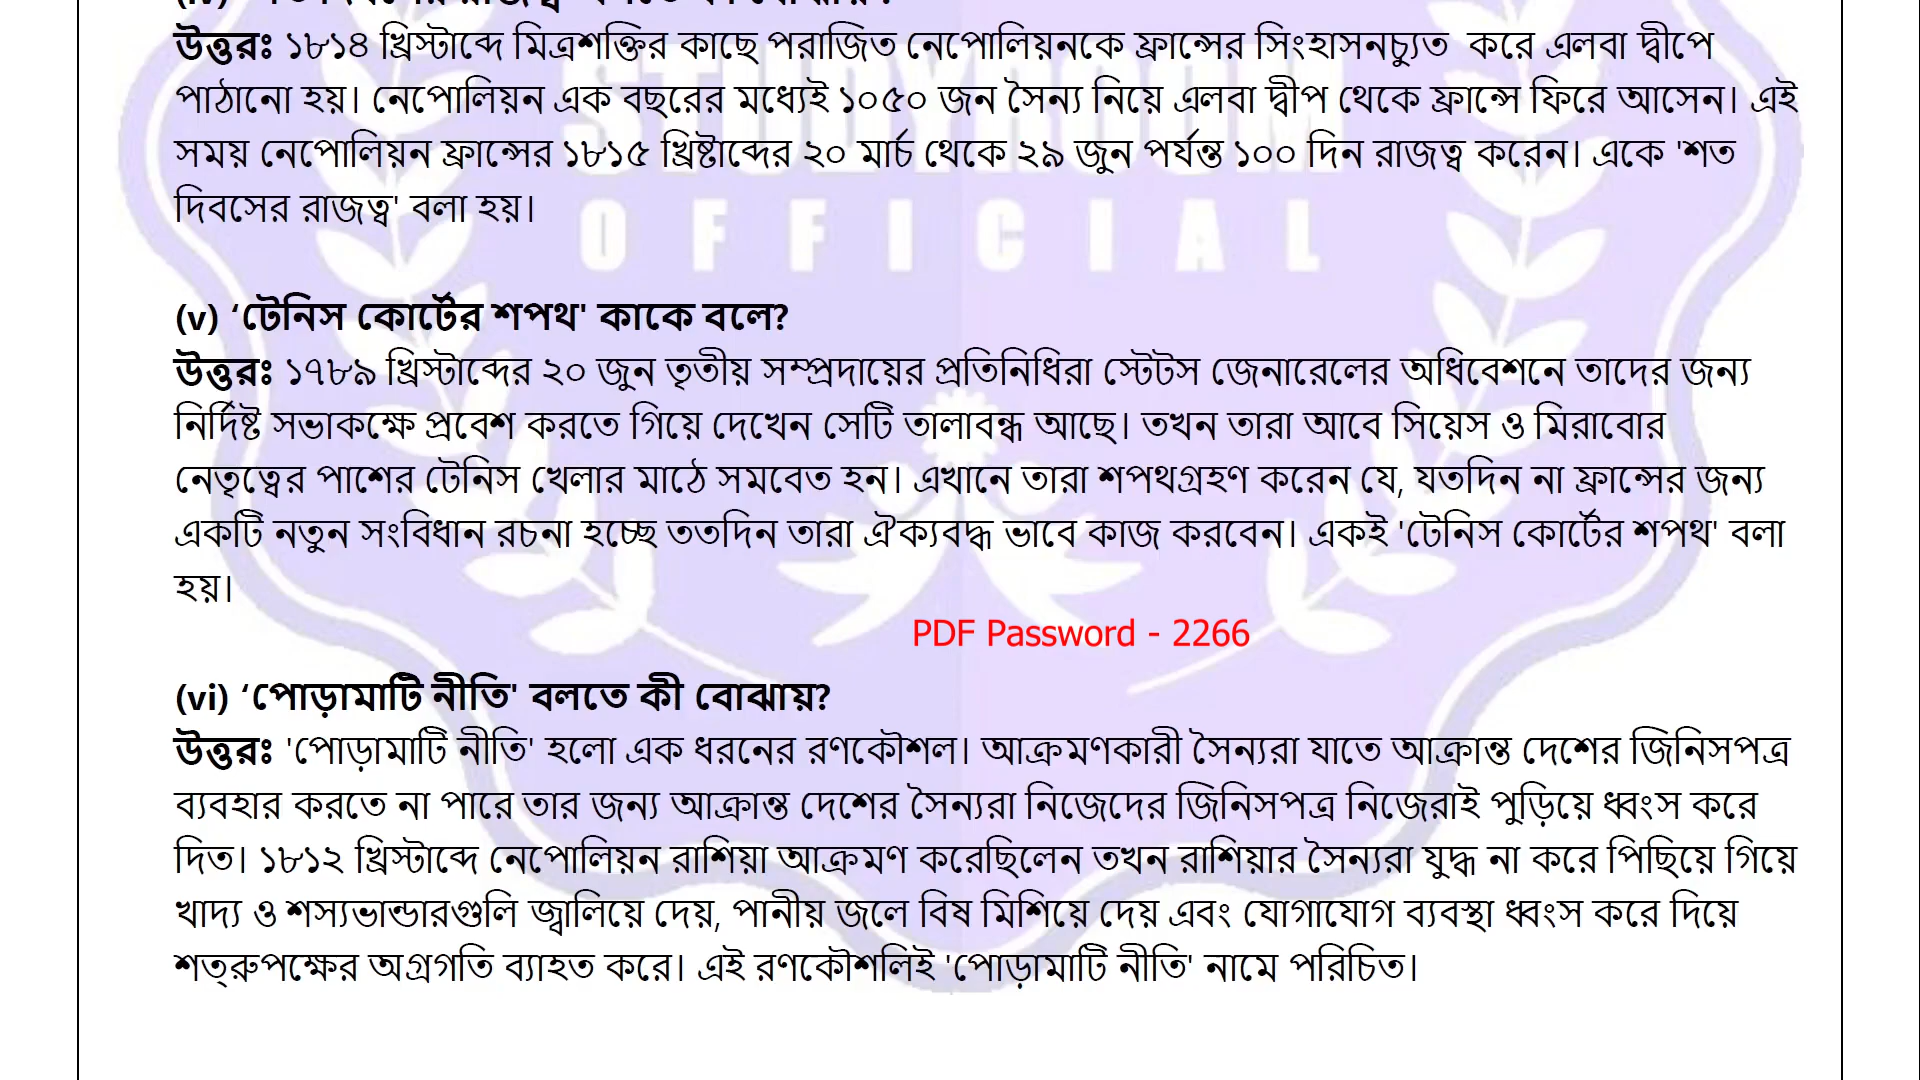 উত্তরঃ ১৮১৪ খ্রিস্টাব্দে মিত্রশক্তির কাছে পরাজিত নেপোলিয়নকে ফ্রান্সের সিংহাসনচ্যুত করে এলবা দ্বীপে
পাঠানো হয়। নেপোলিয়ন এক বছরের মধ্যেই ১০৫০ জন সৈন্য নিয়ে এলবা দ্বীপ থেকে ফ্রান্সে ফিরে আসেন। এই
সময় নেপোলিয়ন ফ্রান্সের ১৮১৫ খ্রিষ্টাব্দের ২০ মার্চ থেকে ২৯ জুন পর্যন্ত ১০০ দিন রাজত্ব করেন। একে 'শত
দিবসের রাজত্ব' বলা হয়।
STUDYROOM
OFFICIAL
(v) ‘টেনিস কোর্টের শপথ' কাকে বলে?
উত্তরঃ ১৭৮৯ খ্রিস্টাব্দের ২০ জুন তৃতীয় সম্প্রদায়ের প্রতিনিধিরা স্টেটস জেনারেলের অধিবেশনে তাদের জন্য
নির্দিষ্ট সভাকক্ষে প্রবেশ করতে গিয়ে দেখেন সেটি তালাবন্ধ আছে। তখন তারা আবে সিয়েস ও মিরাবোর
নেতৃত্বের পাশের টেনিস খেলার মাঠে সমবেত হন। এখানে তারা শপথগ্রহণ করেন যে, যতদিন না ফ্রান্সের জন্য
একটি নতুন সংবিধান রচনা হচ্ছে ততদিন তারা ঐক্যবদ্ধ ভাবে কাজ করবেন। একই 'টেনিস কোর্টের শপথ' বলা
হয়।
PDF Password - 2266
(vi) ‘পোড়ামাটি নীতি' বলতে কী বোঝায়?
উত্তরঃ 'পোড়ামাটি নীতি' হলো এক ধরনের রণকৌশল। আক্রমণকারী সৈন্যরা যাতে আক্রান্ত দেশের জিনিসপত্র
ব্যবহার করতে না পারে তার জন্য আক্রান্ত দেশের সৈন্যরা নিজেদের জিনিসপত্র নিজেরাই পুড়িয়ে ধ্বংস করে
দিত। ১৮১২ খ্রিস্টাব্দে নেপোলিয়ন রাশিয়া আক্রমণ করেছিলেন তখন রাশিয়ার সৈন্যরা যুদ্ধ না করে পিছিয়ে গিয়ে
খাদ্য ও শস্যভান্ডারগুলি জ্বালিয়ে দেয়, পানীয় জলে বিষ মিশিয়ে দেয় এবং যোগাযোগ ব্যবস্থা ধ্বংস করে দিয়ে
শত্রুপক্ষের অগ্রগতি ব্যাহত করে। এই রণকৌশলিই 'পোড়ামাটি নীতি' নামে পরিচিত।